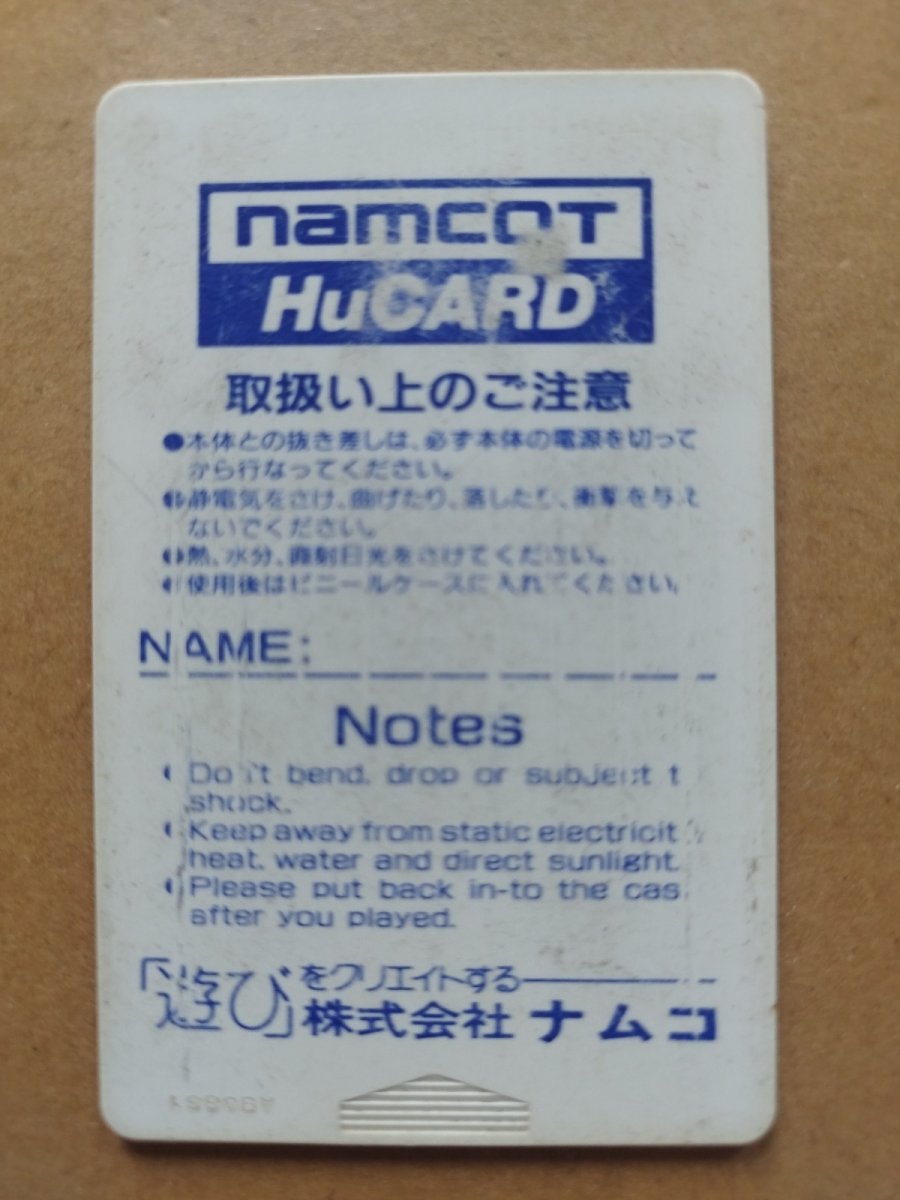 namcot
HuCARD
取扱い上のご注意
●本体との抜き差しは、必ず本体の電源を切って
から行なってください。
●静電気をさけ、曲げたり、落したり、衝撃を与え
ないでください。
●熱、水分、直射日光をさけてください。
●使用後はビニールケースに入れてください。
NAME:
Notes
● Don't bend, drop or subject t
shock.
● Keep away from static electricit
heat, water and direct sunlight.
● Please put back in-to the cas
after you played.
「遊び」をクリエイトする
株式会社ナムコ